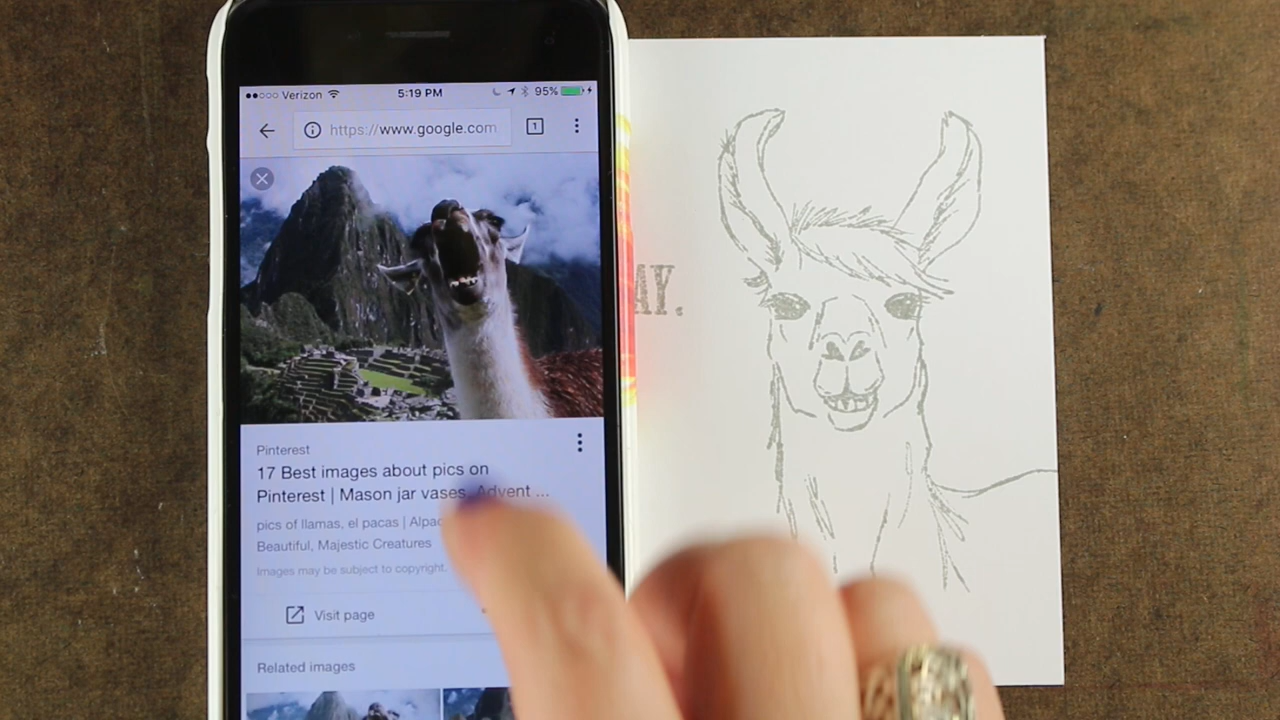 Verizon 5:19 PM 95%
https://www.google.com
1
Pinterest
17 Best images about pics on
Pinterest | Mason jar vases, Advent ...
pics of llamas, el pacas |
Beautiful, Majestic Creatures
Images may be subject to copyright.
Visit page
Related images
AY.